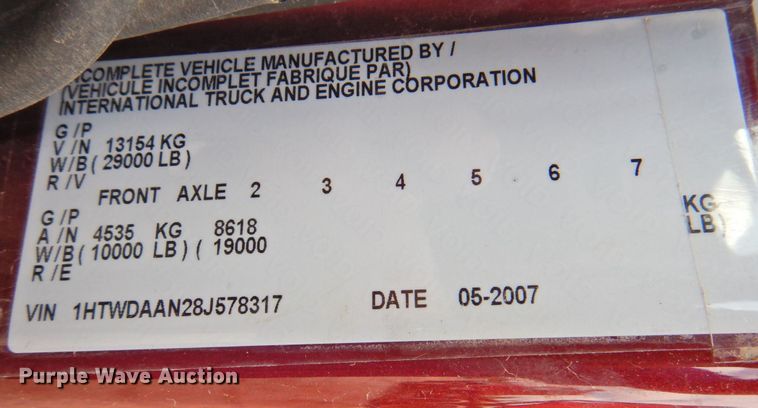 COMPLETE VEHICLE MANUFACTURED BY /
(VEHICULE INCOMPLET FABRIQUE PAR)
INTERNATIONAL TRUCK AND ENGINE CORPORATION
G /P
V /N 13154 KG
W/B ( 29000 LB )
R /V
FRONT AXLE 2 3 4 5 6 7
G /P
A /N 4535 KG 8618 KG
W/B ( 10000 LB ) ( 19000 LB )
R /E
VIN 1HTWDAAN28J578317 DATE 05-2007
Purple Wave Auction